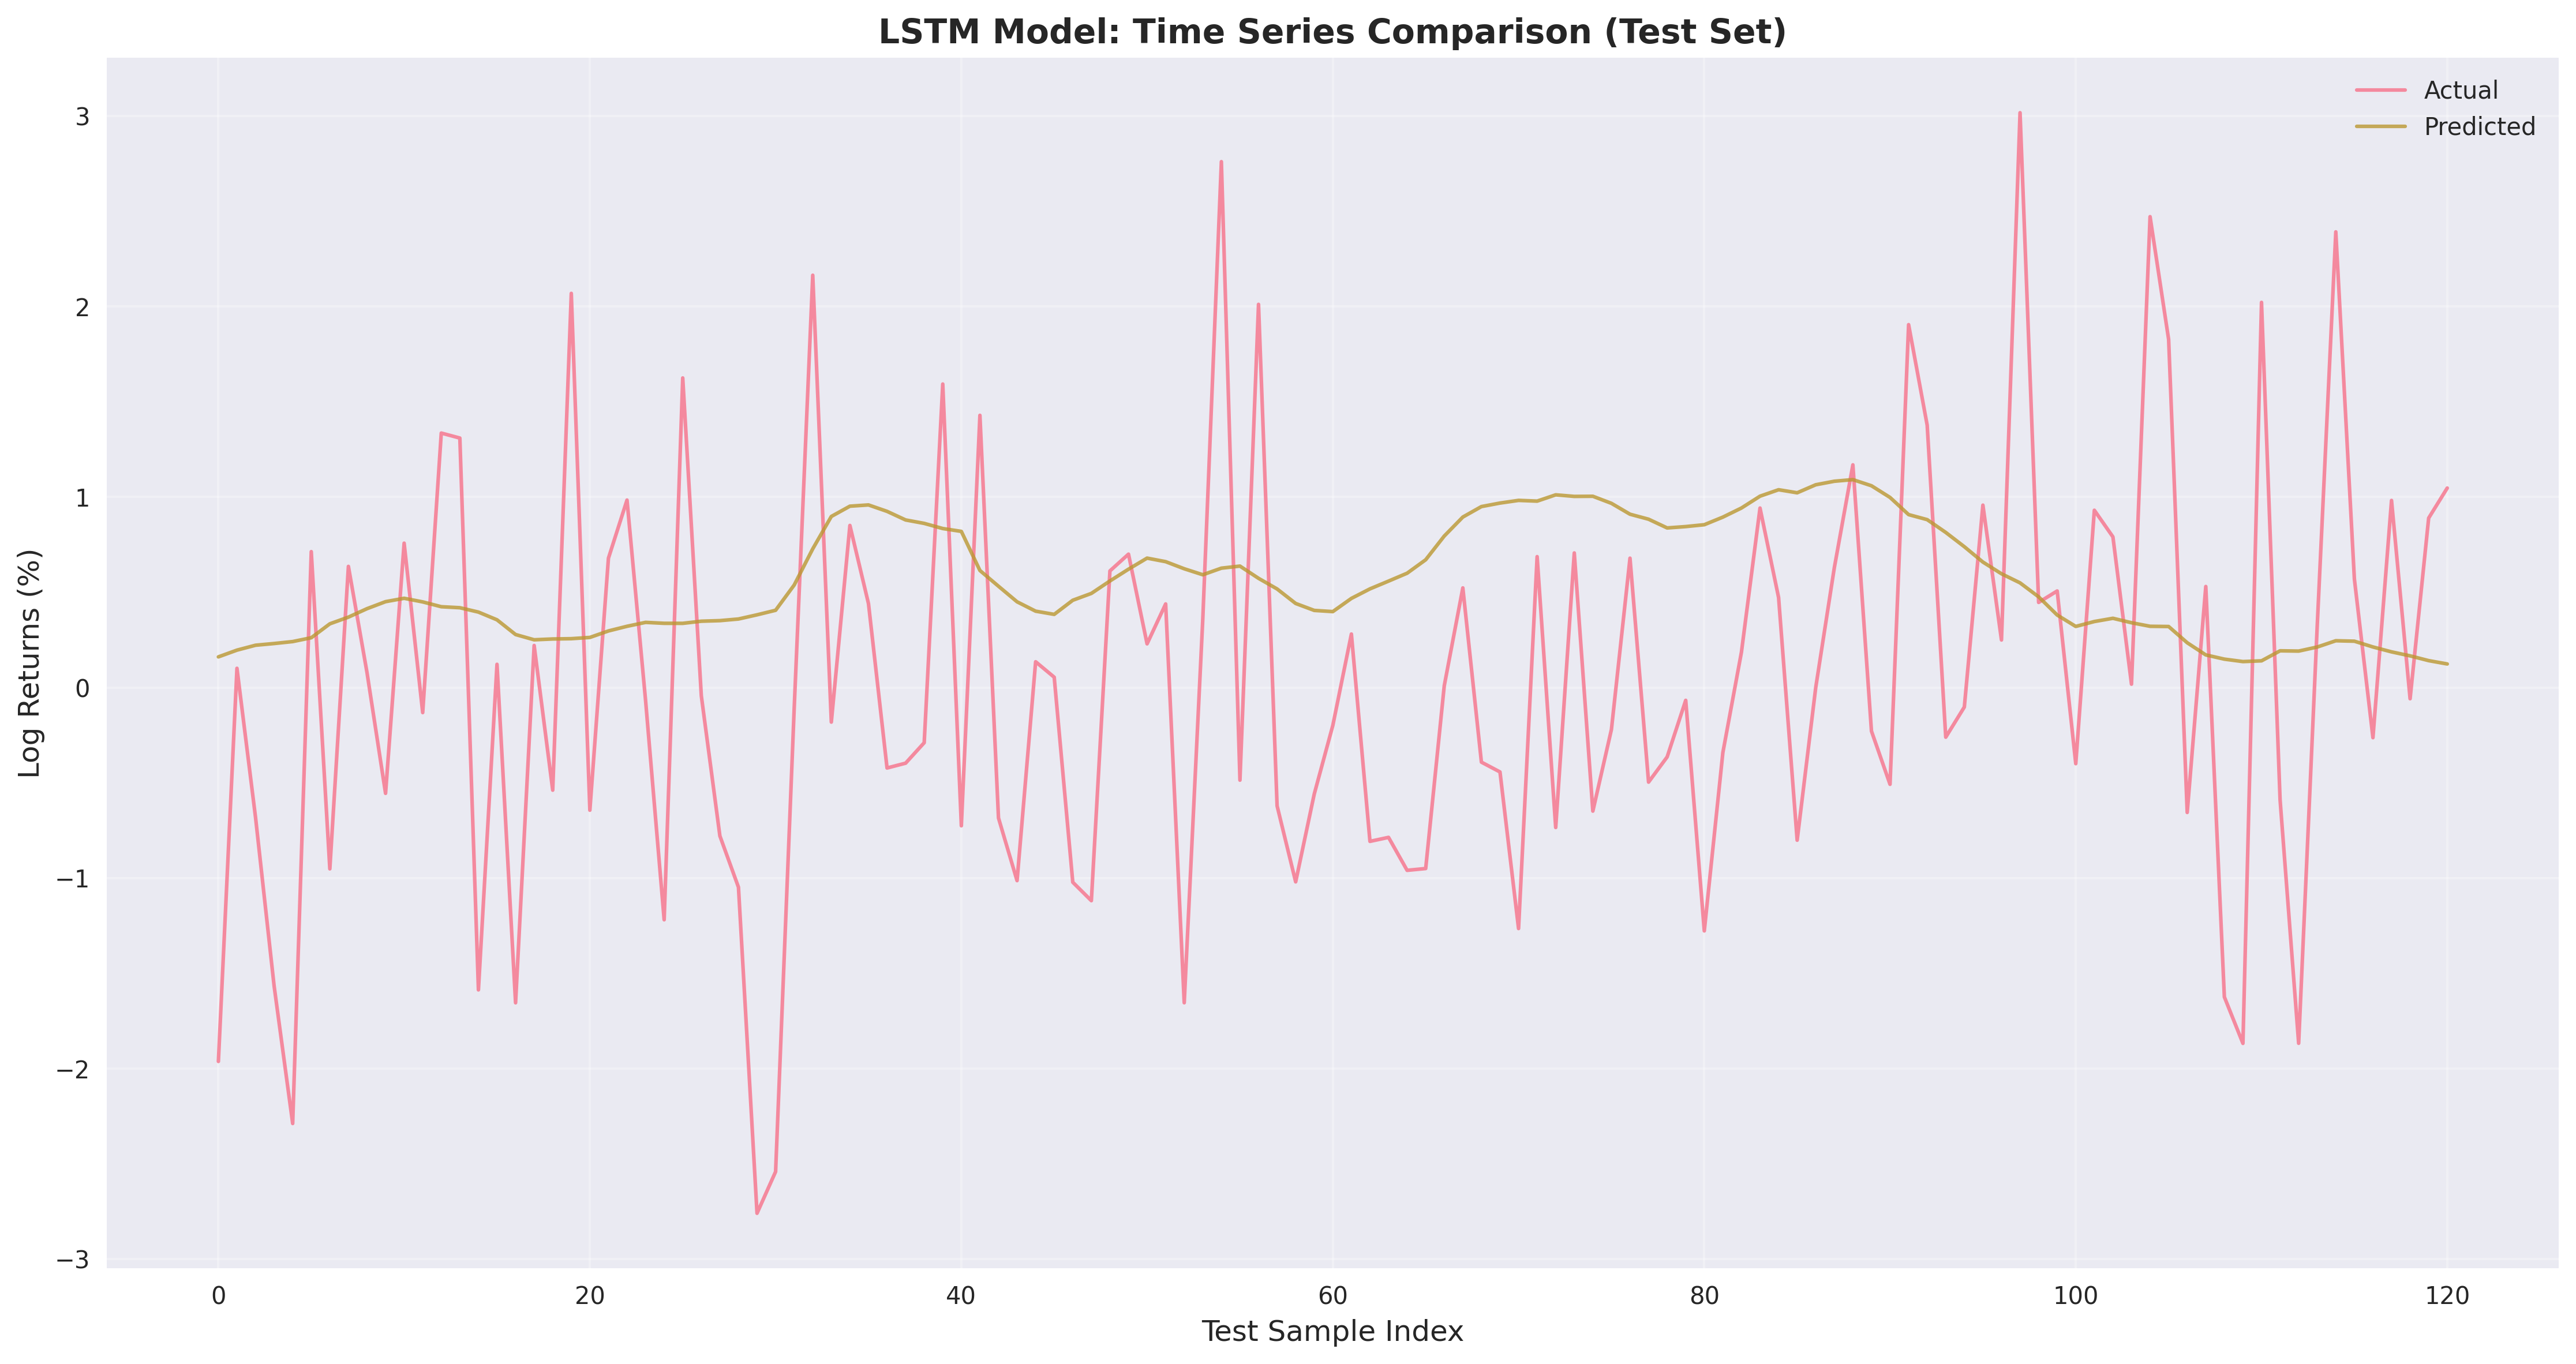 LSTM Model: Time Series Comparison (Test Set)
Actual
Predicted
Log Returns (%)
3
2
1
0
−1
−2
−3
0
20
40
60
80
100
120
Test Sample Index